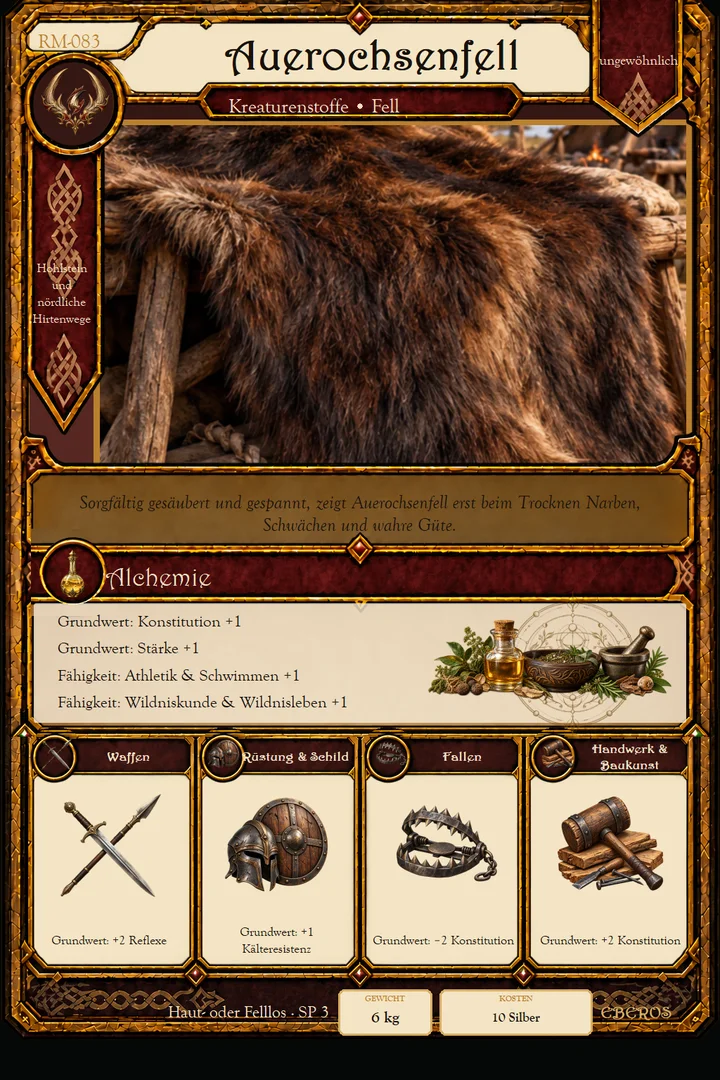 RM-083
Auerochsenfell
ungewöhnlich
Kreaturenstoffe • Fell
Hohlstein
und
nördliche
Hirtenwege
Sorgfältig gesäubert und gespannt, zeigt Auerochsenfell erst beim Trocknen Narben,
Schwächen und wahre Güte.
Alchemie
Grundwert: Konstitution +1
Grundwert: Stärke +1
Fähigkeit: Athletik & Schwimmen +1
Fähigkeit: Wildniskunde & Wildnisleben +1
Waffen
Rüstung & Schild
Fallen
Handwerk &
Baukunst
Grundwert: +2 Reflexe
Grundwert: +1
Kälteresistenz
Grundwert: −2 Konstitution
Grundwert: +2 Konstitution
Haut- oder Felllos · SP 3
GEWICHT
6 kg
KOSTEN
10 Silber
EBEROS